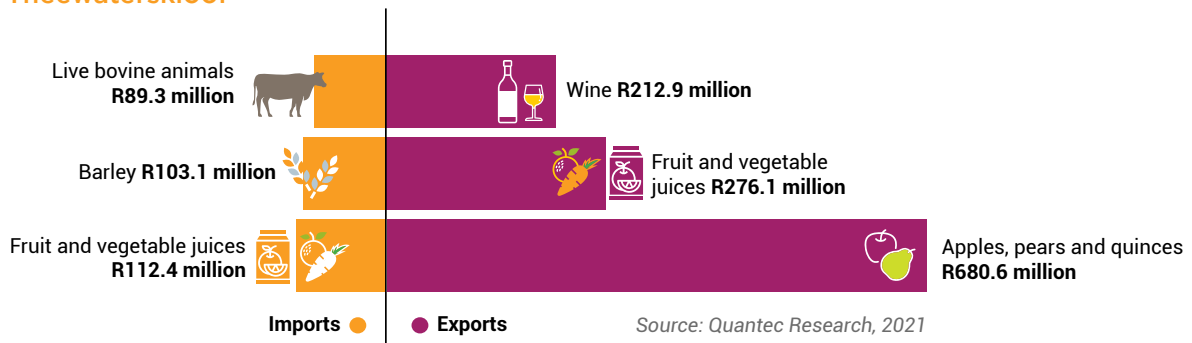 Live bovine animals
R89.3 million
Wine R212.9 million
Barley R103.1 million
Fruit and vegetable
juices R276.1 million
Fruit and vegetable juices
R112.4 million
Apples, pears and quinces
R680.6 million
Imports
Exports
Source: Quantec Research, 2021